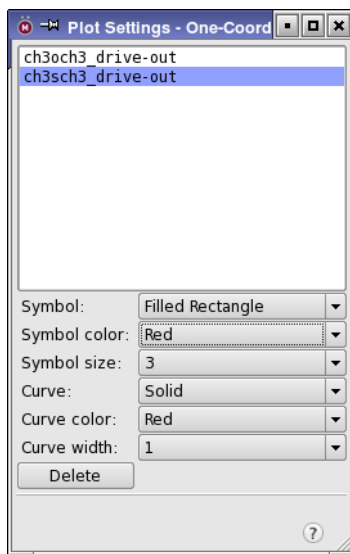 Plot Settings - One-Coord
ch3och3_drive-out
ch3sch3_drive-out
Symbol: Filled Rectangle
Symbol color: Red
Symbol size: 3
Curve: Solid
Curve color: Red
Curve width: 1
Delete
?